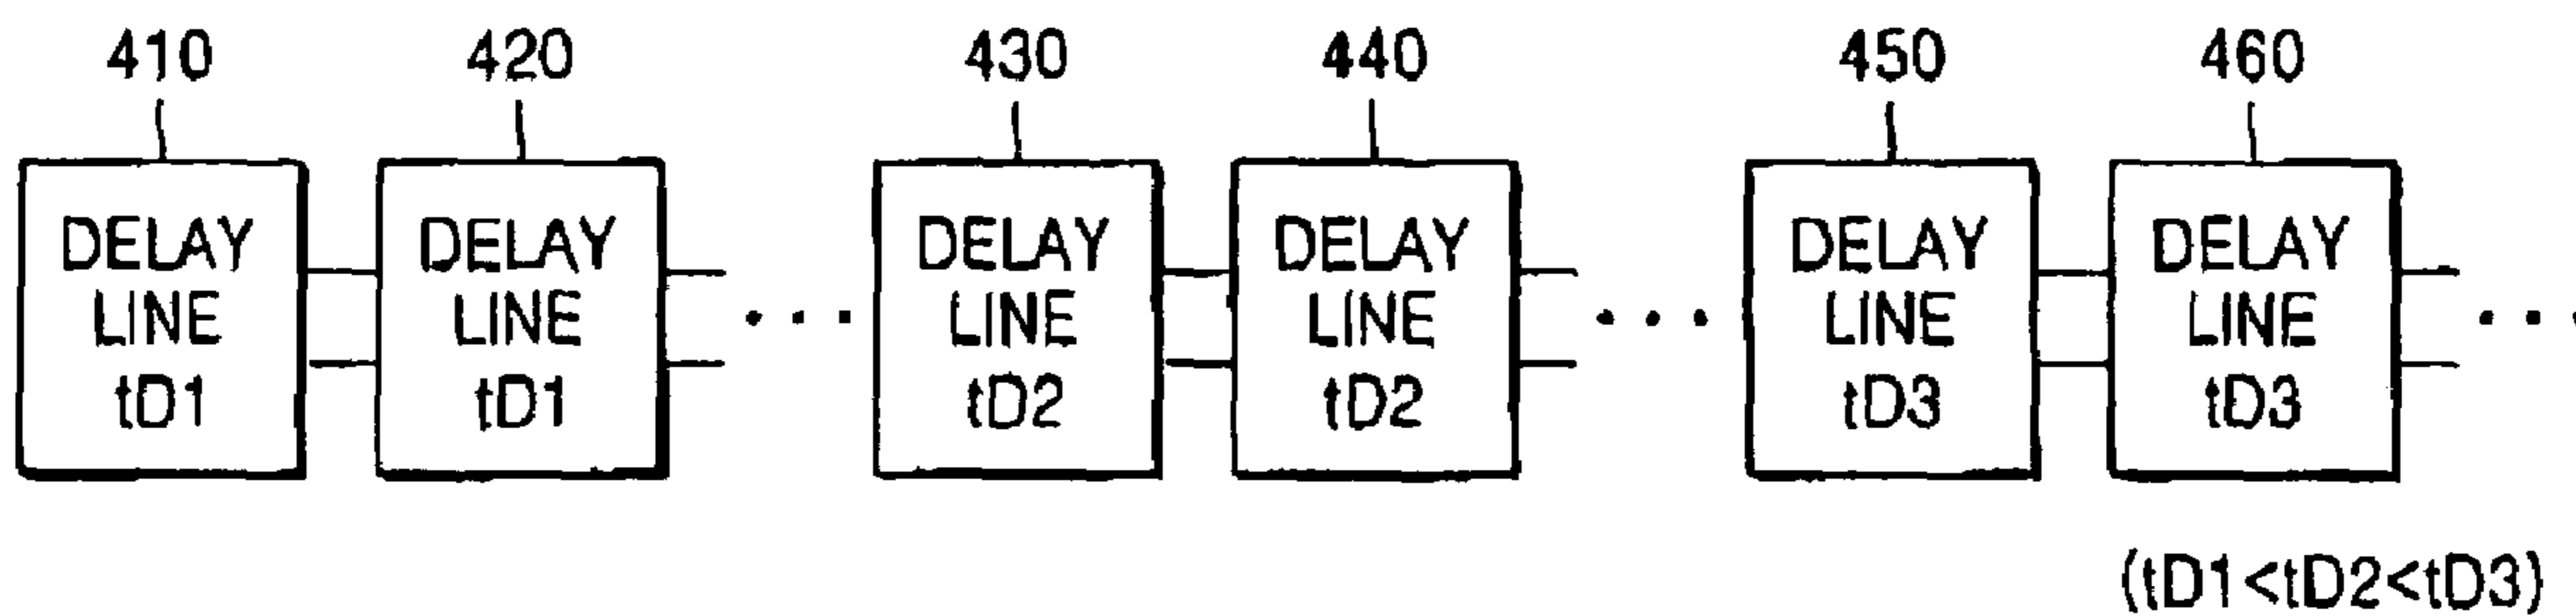 410 420 430 440 450 460
DELAY LINE tD1
DELAY LINE tD1
...
DELAY LINE tD2
DELAY LINE tD2
...
DELAY LINE tD3
DELAY LINE tD3
...
(tD1<tD2<tD3)